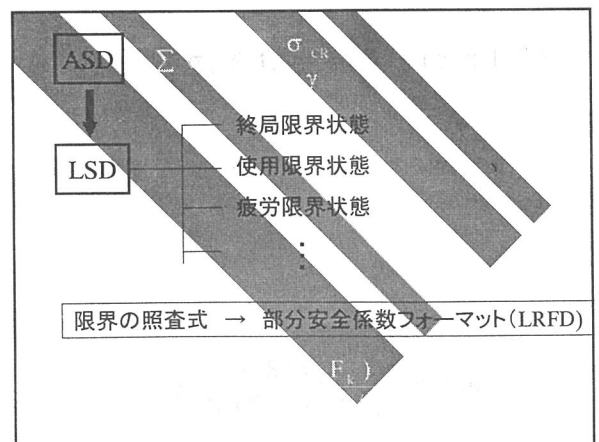 ASD
Σ
σ CR
γ
LSD
終局限界状態
使用限界状態
疲労限界状態
⋮
限界の照査式 → 部分安全係数フォーマット(LRFD)
F k )